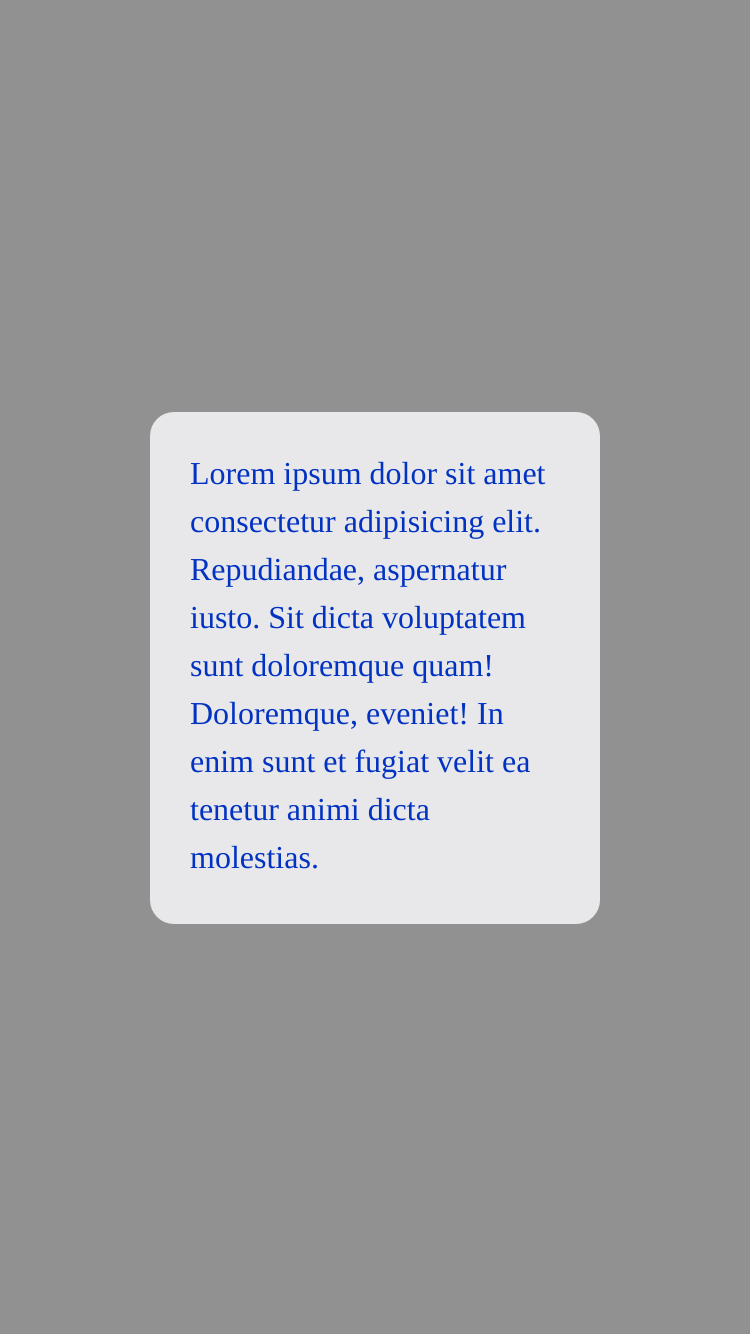 Lorem ipsum dolor sit amet
consectetur adipisicing elit.
Repudiandae, aspernatur
iusto. Sit dicta voluptatem
sunt doloremque quam!
Doloremque, eveniet! In
enim sunt et fugiat velit ea
tenetur animi dicta
molestias.